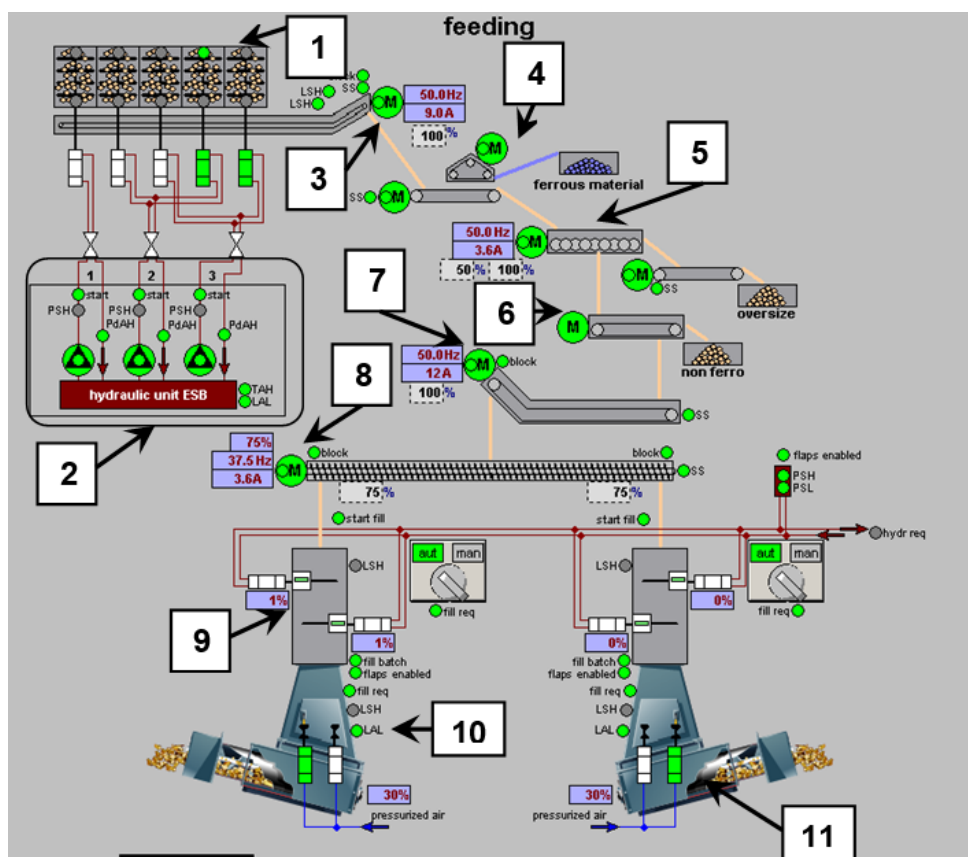 feeding
1
block
SS
LSH
LSH
M
50.0Hz
9.0A
100 %
3
4
M
ferrous material
5
SS
M
50.0 Hz
3.6A
50 % 100 %
M
SS
oversize
6
M
non ferro
7
50.0Hz
12A
100 %
M
block
SS
1 2 3
start start start
PSH PSH PSH
PdAH PdAH PdAH
hydraulic unit ESB
TAH
LAL
2
8
75%
37.5 Hz
3.6A
M
block
block
SS
75 %
75 %
flaps enabled
PSH
PSL
hydr req
start fill
start fill
LSH
aut man
fill req
LSH
aut man
fill req
1%
1%
0%
0%
9
fill batch
flaps enabled
fill req
LSH
LAL
10
fill batch
flaps enabled
fill req
LSH
LAL
30%
pressurized air
30%
pressurized air
11